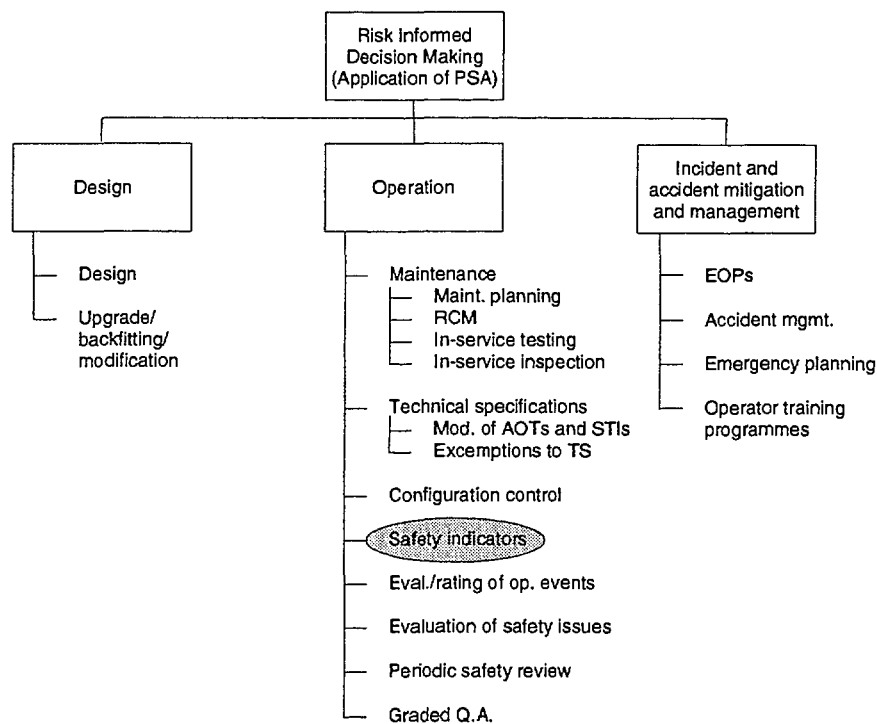 Risk Informed
Decision Making
(Application of PSA)
Design
Design
Upgrade/
backfitting/
modification
Operation
Maintenance
Maint. planning
RCM
In-service testing
In-service inspection
Technical specifications
Mod. of AOTs and STIs
Excemptions to TS
Configuration control
Safety indicators
Eval./rating of op. events
Evaluation of safety issues
Periodic safety review
Graded Q.A.
Incident and
accident mitigation
and management
EOPs
Accident mgmt.
Emergency planning
Operator training
programmes